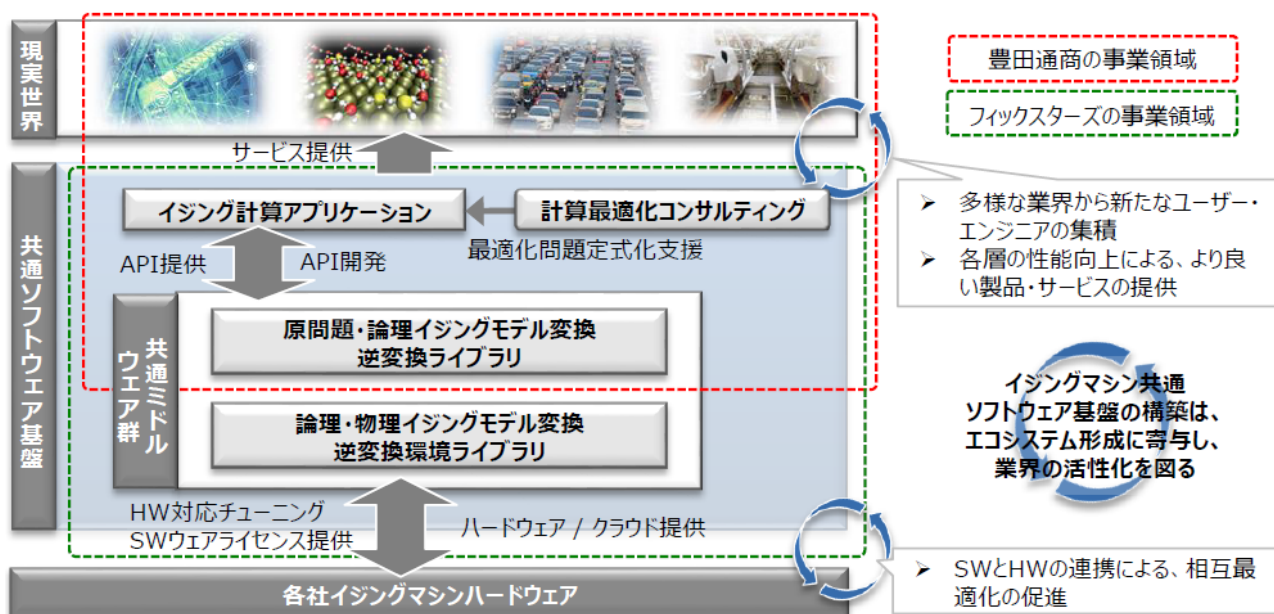 現実世界
サービス提供
共通ソフトウェア基盤
イジング計算アプリケーション
計算最適化コンサルティング
最適化問題定式化支援
API提供
API開発
共通ミドル
ウェア群
原問題・論理イジングモデル変換
逆変換ライブラリ
論理・物理イジングモデル変換
逆変換環境ライブラリ
HW対応チューニング
SWウェアライセンス提供
ハードウェア / クラウド提供
各社イジングマシンハードウェア
豊田通商の事業領域
フィックスターズの事業領域
➢ 多様な業界から新たなユーザー・
エンジニアの集積
➢ 各層の性能向上による、より良
い製品・サービスの提供
イジングマシン共通
ソフトウェア基盤の構築は、
エコシステム形成に寄与し、
業界の活性化を図る
➢ SWとHWの連携による、相互最
適化の促進